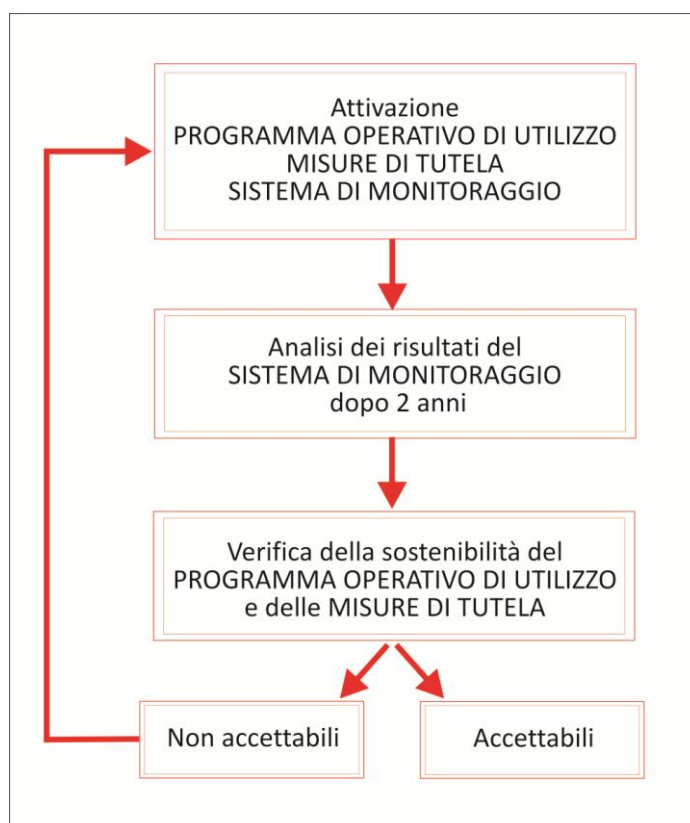 Attivazione
PROGRAMMA OPERATIVO DI UTILIZZO
MISURE DI TUTELA
SISTEMA DI MONITORAGGIO
Analisi dei risultati del
SISTEMA DI MONITORAGGIO
dopo 2 anni
Verifica della sostenibilità del
PROGRAMMA OPERATIVO DI UTILIZZO
e delle MISURE DI TUTELA
Non accettabili
Accettabili